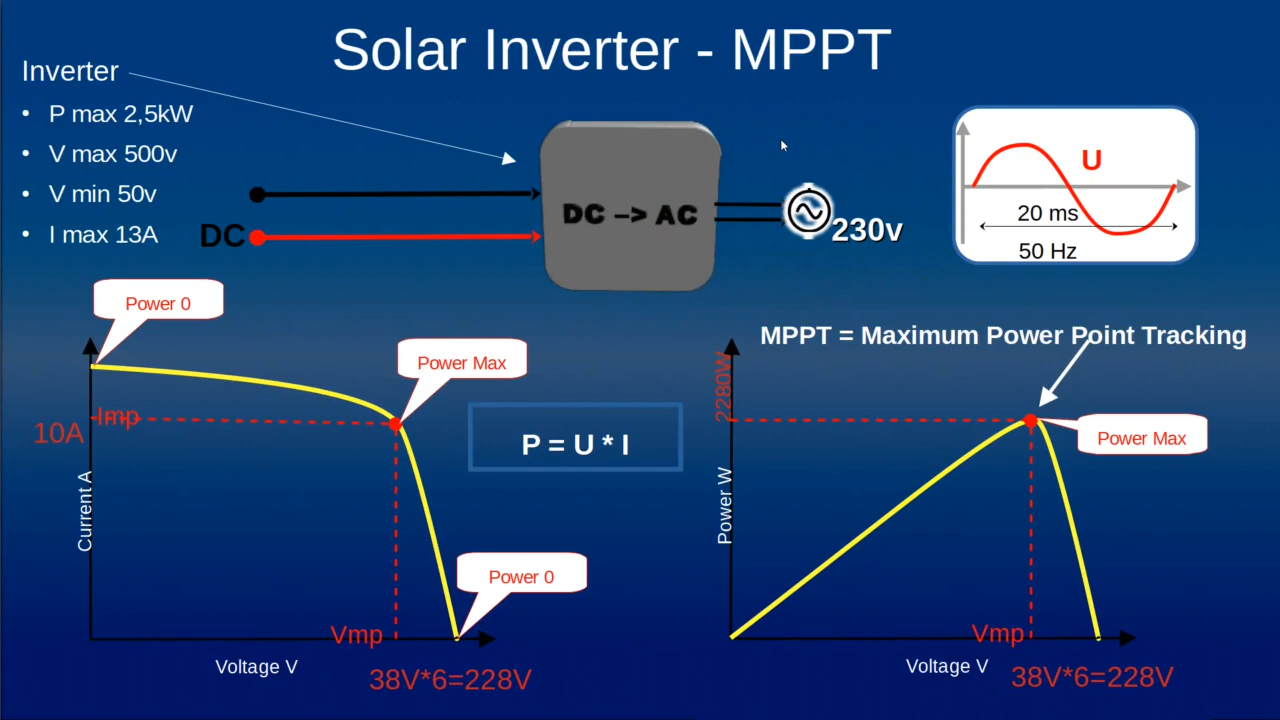 Solar Inverter - MPPT
Inverter
• P max 2,5kW
• V max 500v
• V min 50v
• I max 13A
DC
DC –> AC
230v
U
20 ms
50 Hz
Power 0
Power Max
Imp
10A
Current A
Power 0
Vmp
Voltage V
38V*6=228V
P = U * I
MPPT = Maximum Power Point Tracking
2280W
Power Max
Power W
Vmp
Voltage V
38V*6=228V